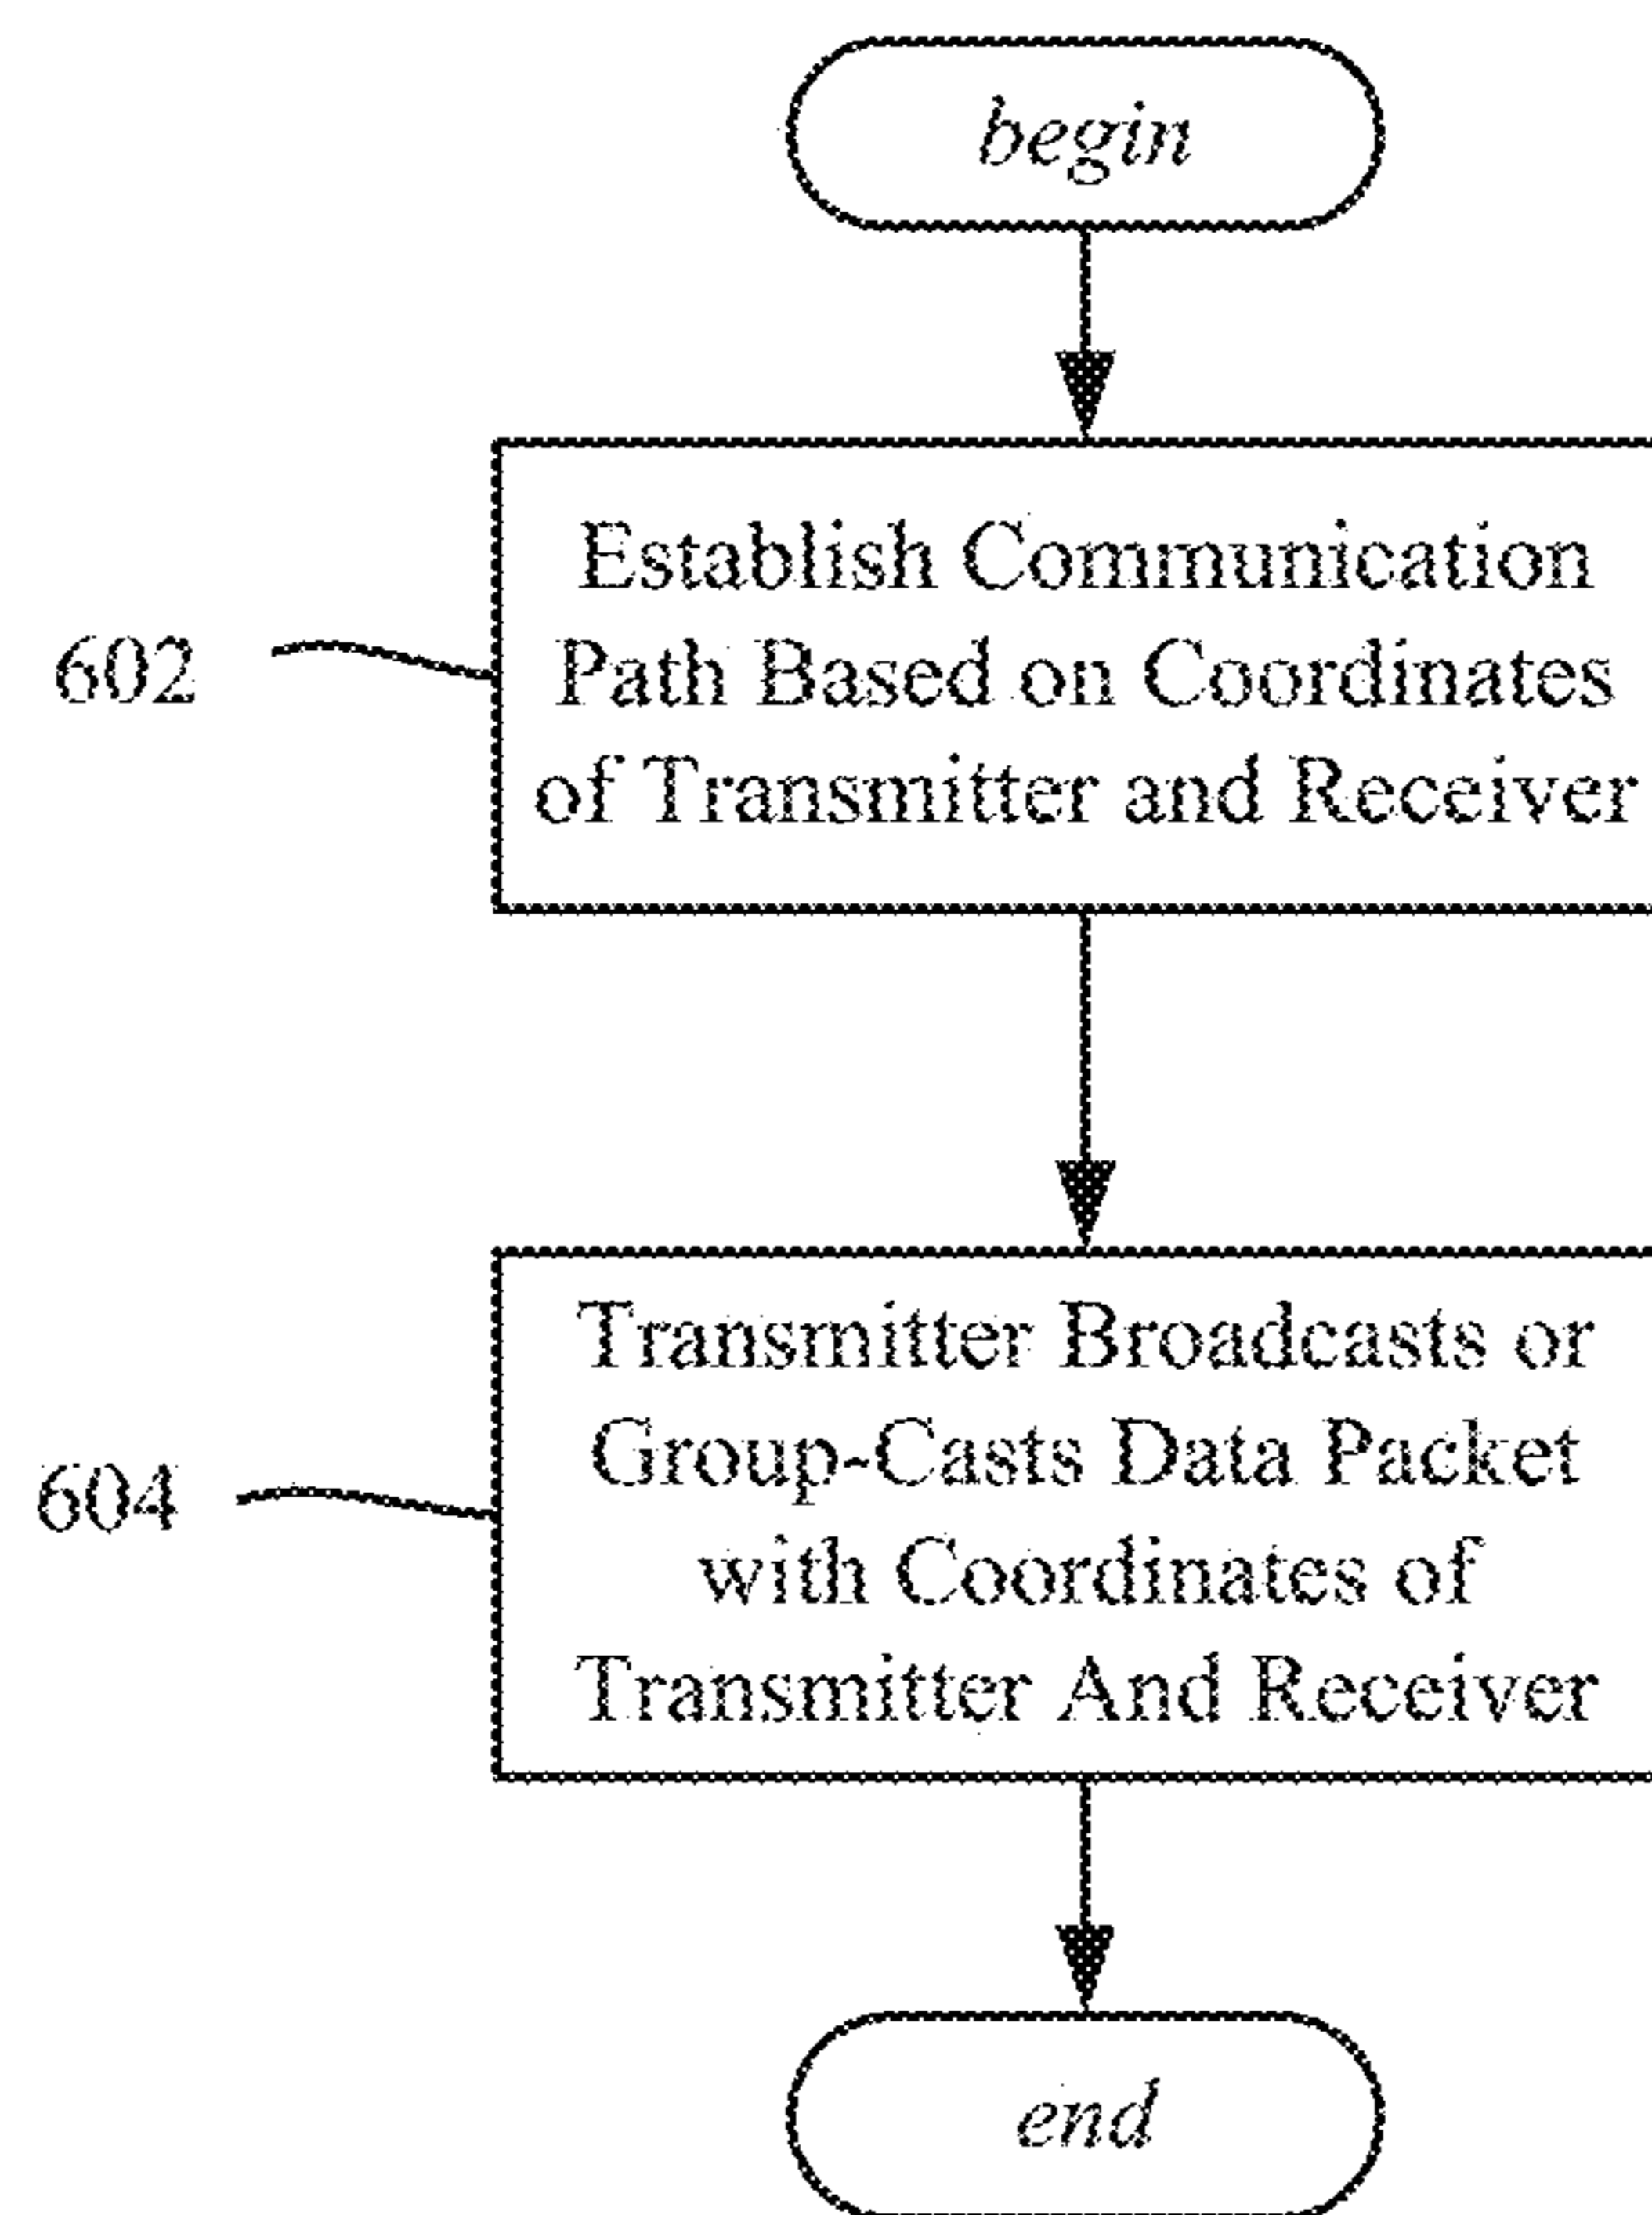 begin
602
Establish Communication
Path Based on Coordinates
of Transmitter and Receiver
604
Transmitter Broadcasts or
Group-Casts Data Packet
with Coordinates of
Transmitter And Receiver
end